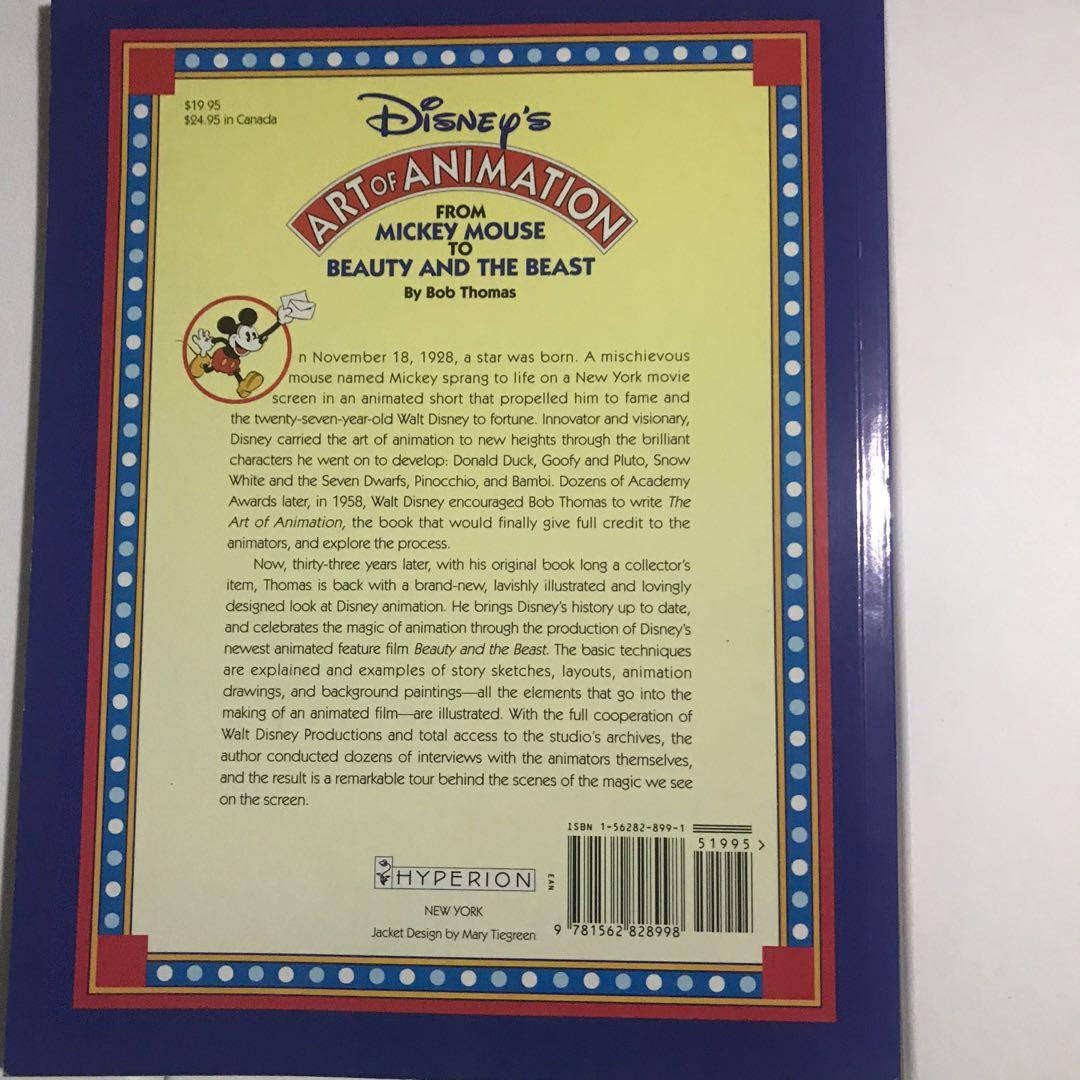 $19.95
$24.95 in Canada
DISNEY'S
ART OF ANIMATION
FROM
MICKEY MOUSE
TO
BEAUTY AND THE BEAST
By Bob Thomas
n November 18, 1928, a star was born. A mischievous
mouse named Mickey sprang to life on a New York movie
screen in an animated short that propelled him to fame and
the twenty-seven-year-old Walt Disney to fortune. Innovator and visionary,
Disney carried the art of animation to new heights through the brilliant
characters he went on to develop: Donald Duck, Goofy and Pluto, Snow
White and the Seven Dwarfs, Pinocchio, and Bambi. Dozens of Academy
Awards later, in 1958, Walt Disney encouraged Bob Thomas to write The
Art of Animation, the book that would finally give full credit to the
animators, and explore the process.
Now, thirty-three years later, with his original book long a collector's
item, Thomas is back with a brand-new, lavishly illustrated and lovingly
designed look at Disney animation. He brings Disney's history up to date,
and celebrates the magic of animation through the production of Disney's
newest animated feature film Beauty and the Beast. The basic techniques
are explained and examples of story sketches, layouts, animation
drawings, and background paintings—all the elements that go into the
making of an animated film—are illustrated. With the full cooperation of
Walt Disney Productions and total access to the studio's archives, the
author conducted dozens of interviews with the animators themselves,
and the result is a remarkable tour behind the scenes of the magic we see
on the screen.
ISBN 1-56282-899-1
51995 >
HYPERION
EAN
NEW YORK
Jacket Design by Mary Tiegreen
9 781562 828998